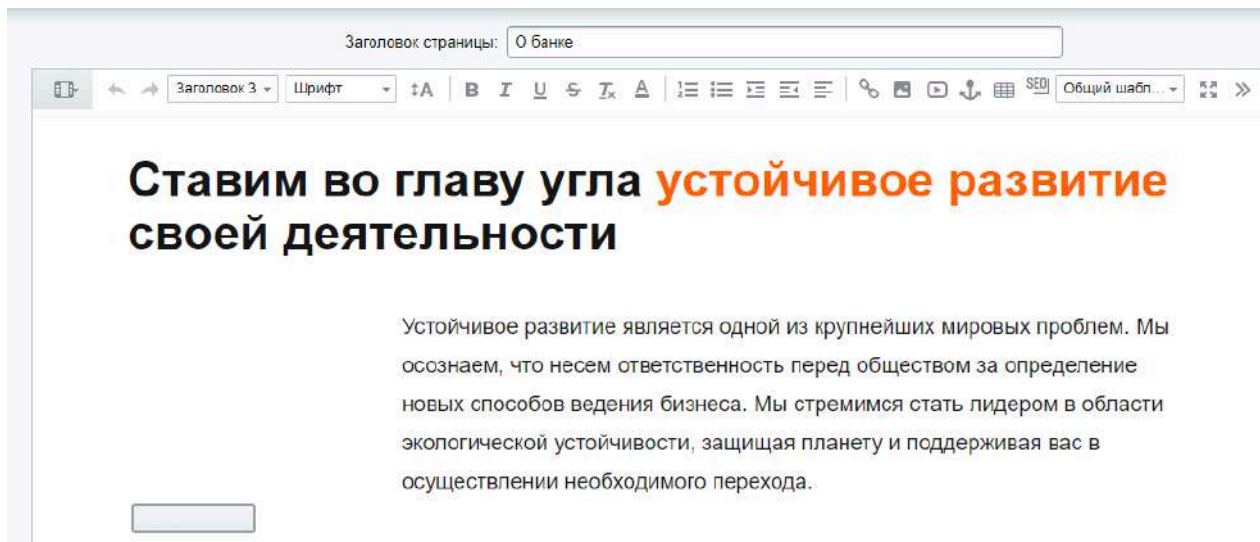 Заголовок страницы: О банке
Заголовок 3 Шрифт SEO Общий шабл...
Ставим во главу угла устойчивое развитие
своей деятельности
Устойчивое развитие является одной из крупнейших мировых проблем. Мы
осознаем, что несем ответственность перед обществом за определение
новых способов ведения бизнеса. Мы стремимся стать лидером в области
экологической устойчивости, защищая планету и поддерживая вас в
осуществлении необходимого перехода.